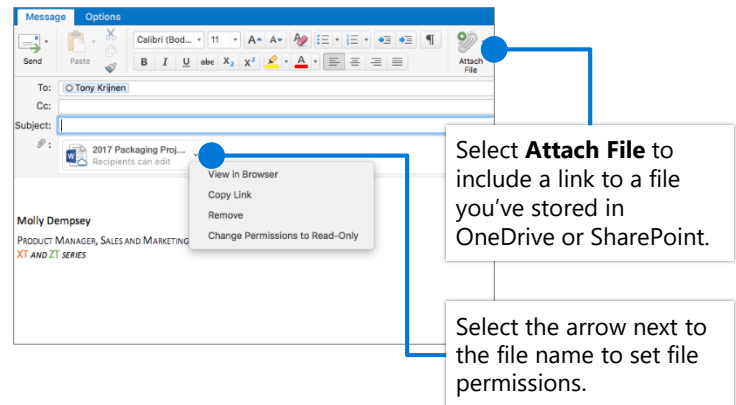 Message Options
Calibri (Bod... 11 A A
Send Paste B I U abc X₂ X² A Attach
File
To: Tony Krijnen
Cc:
Subject:
2017 Packaging Proj...
Recipients can edit
View in Browser
Copy Link
Remove
Change Permissions to Read-Only
Molly Dempsey
PRODUCT MANAGER, SALES AND MARKETING
XT AND ZT SERIES
Select Attach File to
include a link to a file
you've stored in
OneDrive or SharePoint.
Select the arrow next to
the file name to set file
permissions.